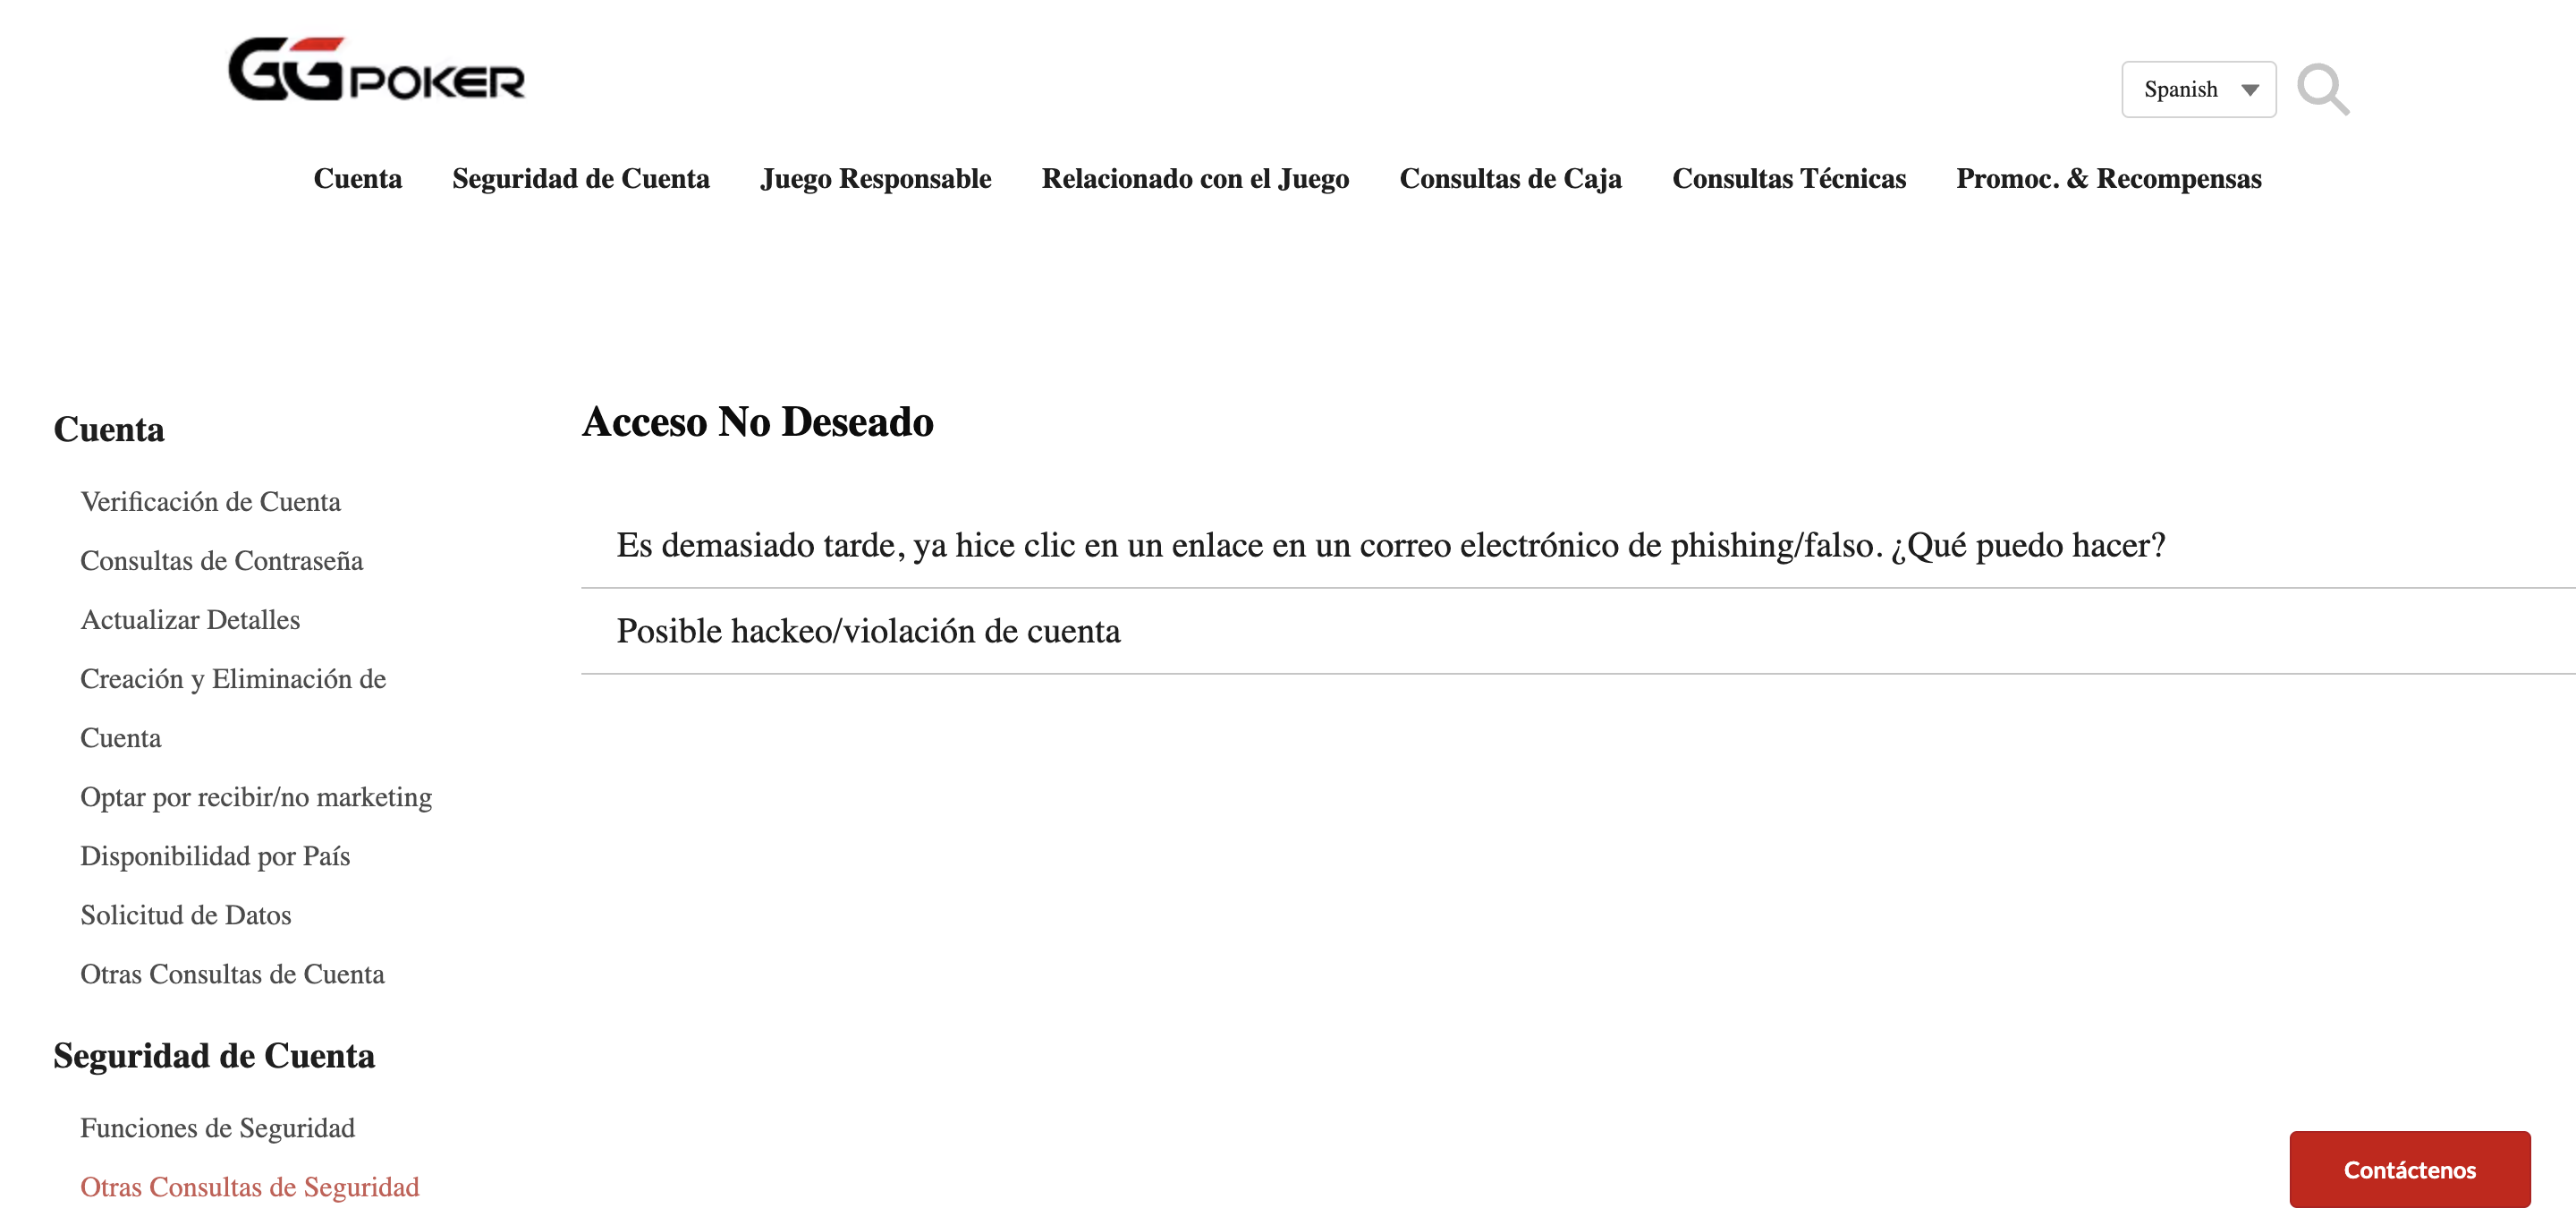 GGPOKER
Spanish
Cuenta Seguridad de Cuenta Juego Responsable Relacionado con el Juego Consultas de Caja Consultas Técnicas Promoc. & Recompensas
Cuenta
Verificación de Cuenta
Consultas de Contraseña
Actualizar Detalles
Creación y Eliminación de
Cuenta
Optar por recibir/no marketing
Disponibilidad por País
Solicitud de Datos
Otras Consultas de Cuenta
Seguridad de Cuenta
Funciones de Seguridad
Otras Consultas de Seguridad
Acceso No Deseado
Es demasiado tarde, ya hice clic en un enlace en un correo electrónico de phishing/falso. ¿Qué puedo hacer?
Posible hackeo/violación de cuenta
Contáctenos